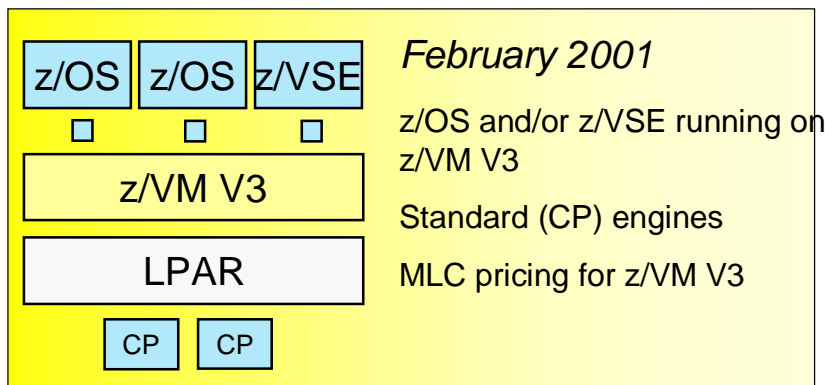 z/OS z/OS z/VSE
z/VM V3
LPAR
CP CP
February 2001
z/OS and/or z/VSE running on
z/VM V3
Standard (CP) engines
MLC pricing for z/VM V3